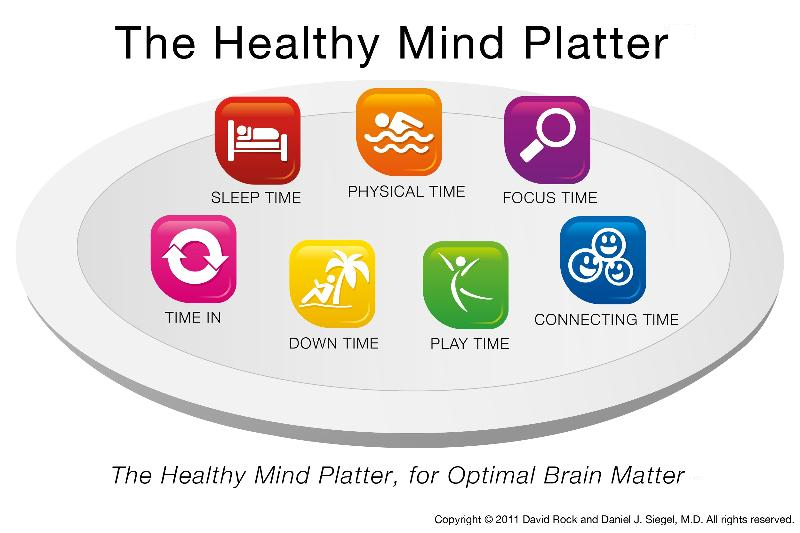 The Healthy Mind Platter
SLEEP TIME
PHYSICAL TIME
FOCUS TIME
TIME IN
DOWN TIME
PLAY TIME
CONNECTING TIME
The Healthy Mind Platter, for Optimal Brain Matter
Copyright © 2011 David Rock and Daniel J. Siegel, M.D. All rights reserved.